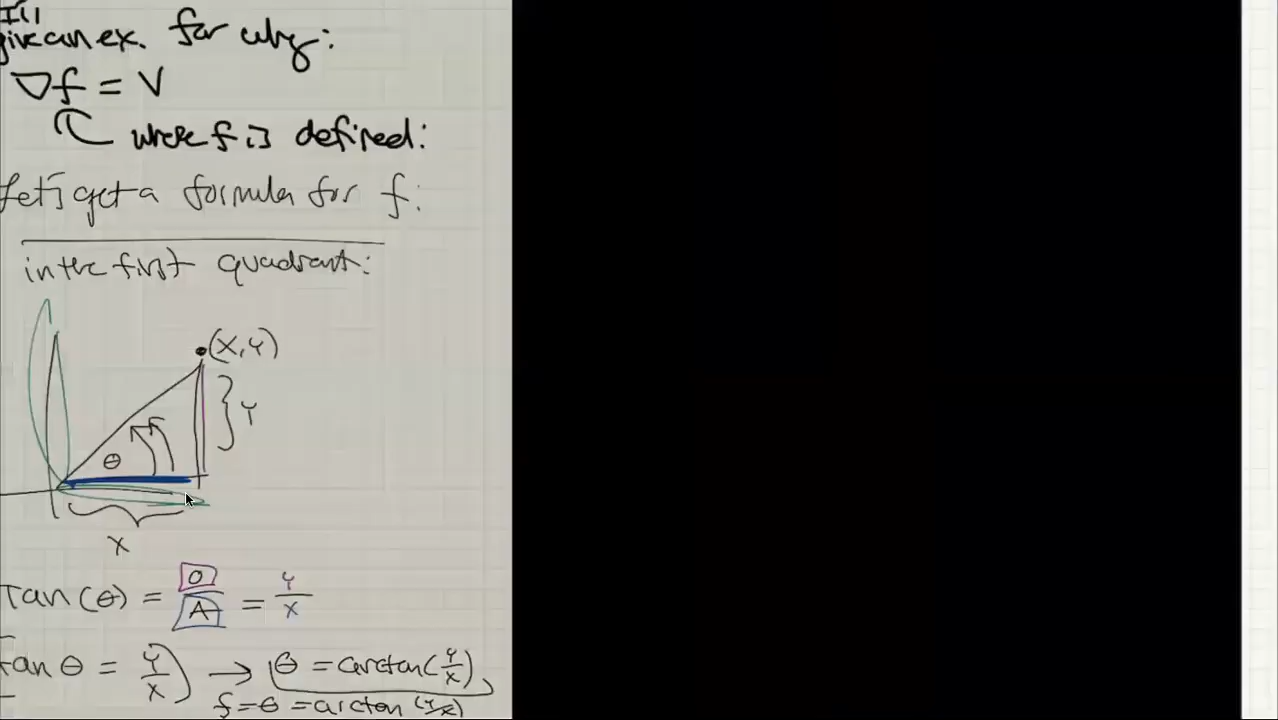 I'll
give an ex. for why:
∇f = V
where f is defined:
Let's get a formula for f:
in the first quadrant:
(X, Y)
} Y
θ
X
Tan(θ) = O/A = Y/X
Tan θ = Y/X) → θ = arctan(Y/X)
f = θ = arctan(Y/X)